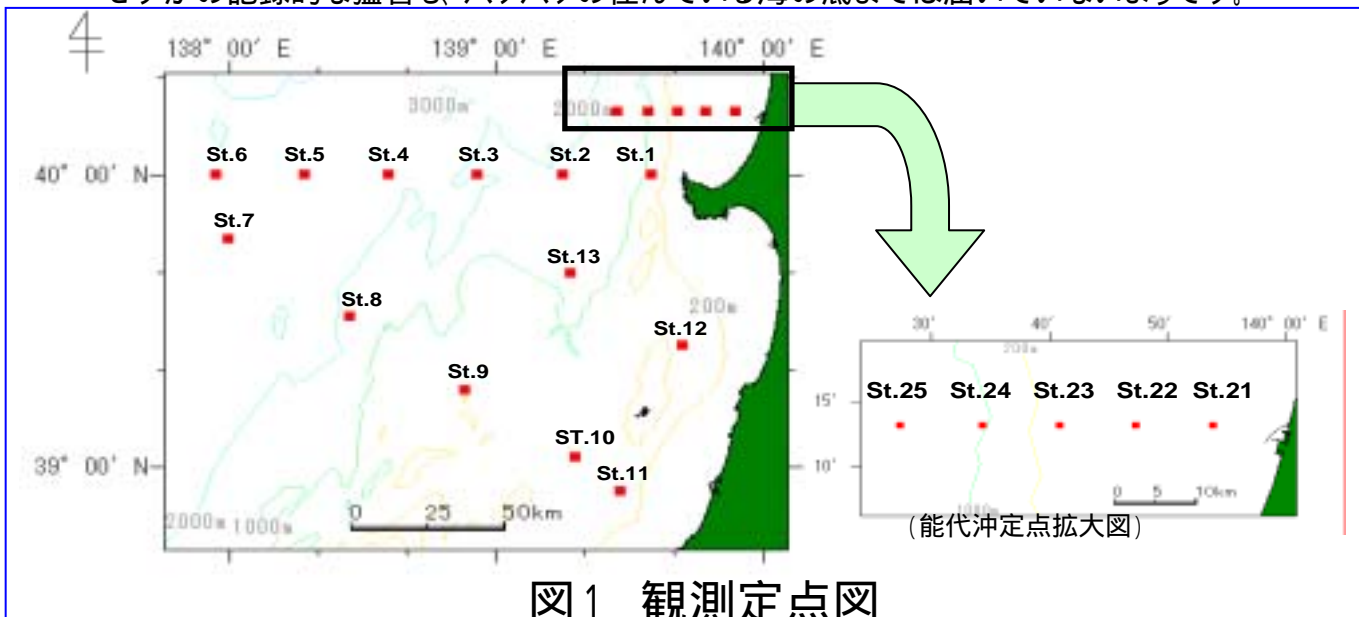 138° 00′ E 139° 00′ E 140° 00′ E
3000m 2000m
St.6 St.5 St.4 St.3 St.2 St.1
40° 00′ N
St.7
St.13
St.8
200m
St.12
St.9
ST.10
39° 00′ N
St.11
0 25 50km
2000m 1000m
30′ 40′ 50′ 140° 00′ E
200m
St.25 St.24 St.23 St.22 St.21
15′
10′
0 5 10km
1000m
(能代沖定点拡大図)
図1 観測定点図